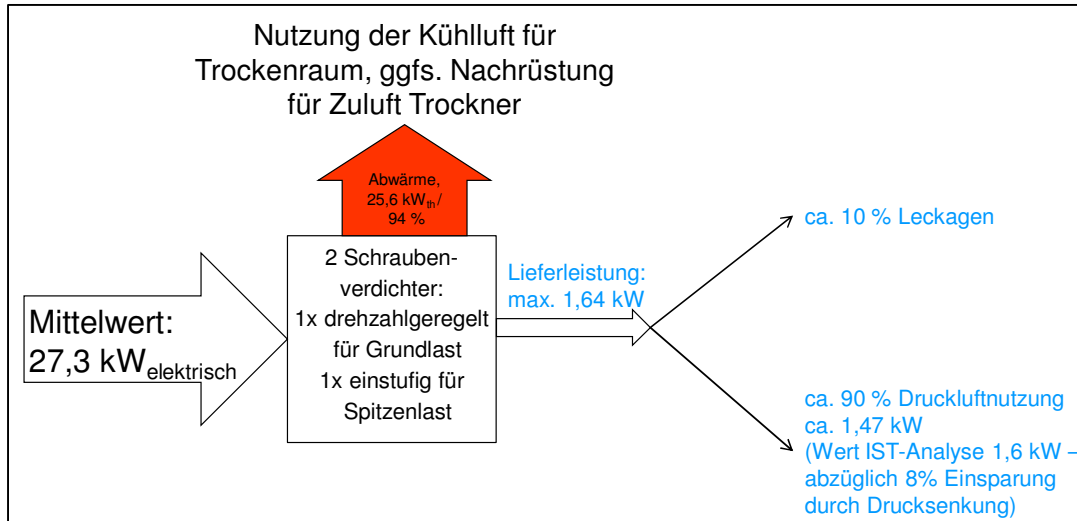 Nutzung der Kühlluft für
Trockenraum, ggfs. Nachrüstung
für Zuluft Trockner
Abwärme,
25,6 kWth/
94 %
2 Schrauben-
verdichter:
1x drehzahlgeregelt
für Grundlast
1x einstufig für
Spitzenlast
Mittelwert:
27,3 kWelektrisch
Lieferleistung:
max. 1,64 kW
ca. 10 % Leckagen
ca. 90 % Druckluftnutzung
ca. 1,47 kW
(Wert IST-Analyse 1,6 kW –
abzüglich 8% Einsparung
durch Drucksenkung)